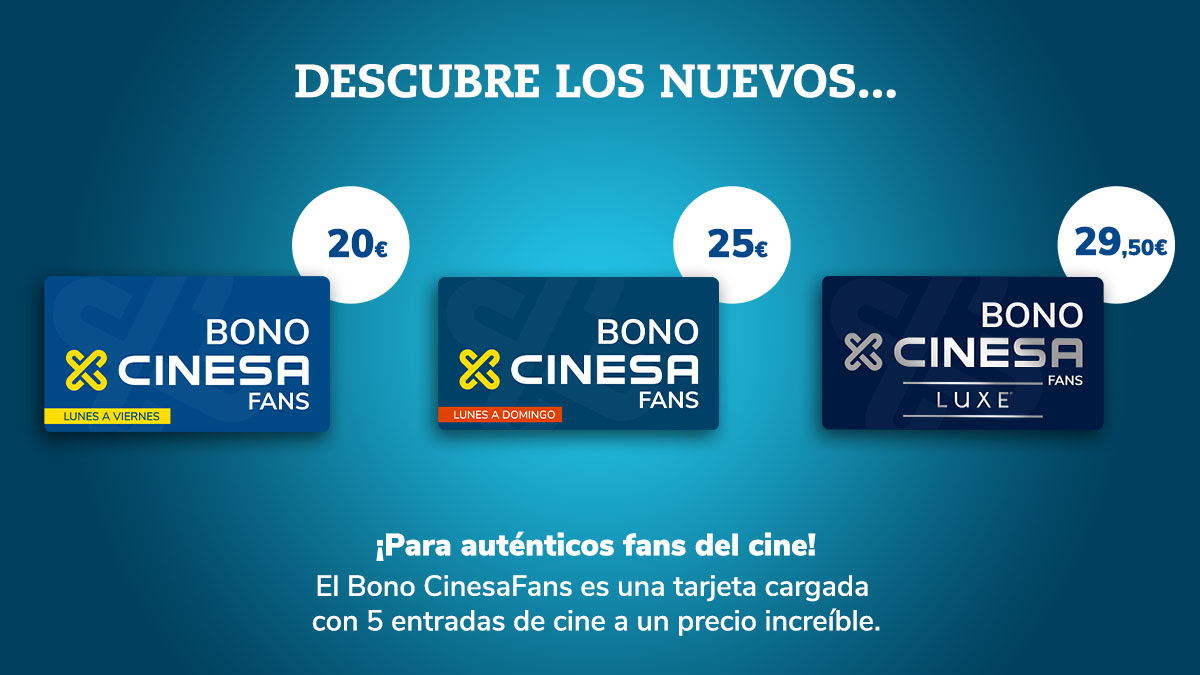 DESCUBRE LOS NUEVOS...
20€
BONO
CINESA
FANS
LUNES A VIERNES
25€
BONO
CINESA
FANS
LUNES A DOMINGO
29,50€
BONO
CINESA
FANS
LUXE
¡Para auténticos fans del cine!
El Bono CinesaFans es una tarjeta cargada
con 5 entradas de cine a un precio increíble.